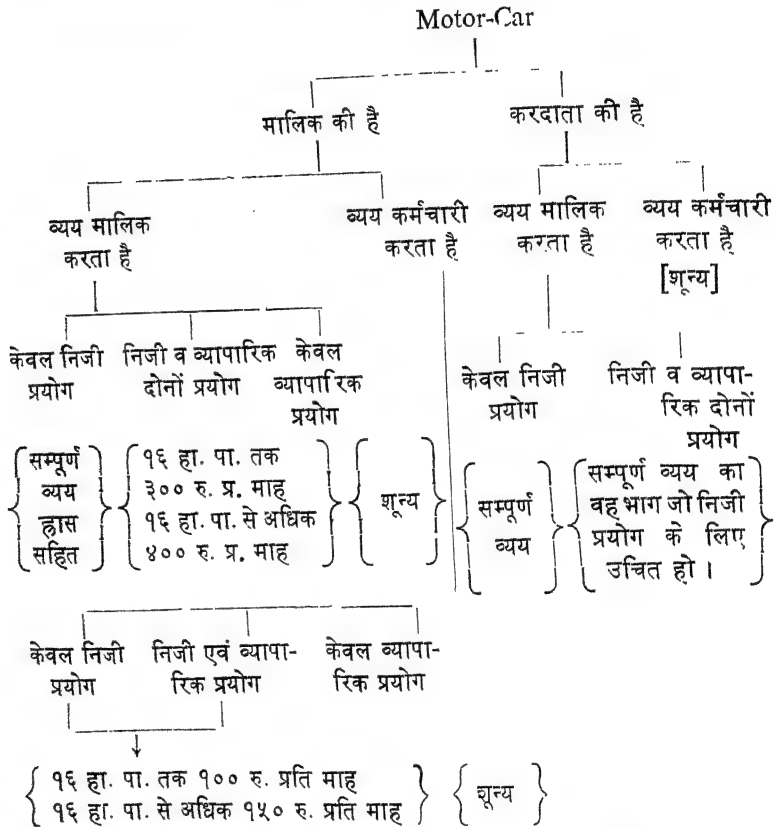 Motor-Car
मालिक की है
करदाता की है
व्यय मालिक
करता है
व्यय कर्मचारी
करता है
व्यय मालिक
करता है
व्यय कर्मचारी
करता है
[शून्य]
केवल निजी
प्रयोग
निजी व व्यापारिक
दोनों प्रयोग
केवल
व्यापारिक
प्रयोग
केवल निजी
प्रयोग
निजी व व्यापा-
रिक दोनों
प्रयोग
सम्पूर्ण
व्यय
ह्रास
सहित
१६ हा. पा. तक
३०० रु. प्र. माह
१६ हा. पा. से अधिक
४०० रु. प्र. माह
शून्य
सम्पूर्ण
व्यय
सम्पूर्ण व्यय का
वह भाग जो निजी
प्रयोग के लिए
उचित हो ।
केवल निजी
प्रयोग
निजी एवं व्यापा-
रिक प्रयोग
केवल व्यापा-
रिक प्रयोग
१६ हा. पा. तक १०० रु. प्रति माह
१६ हा. पा. से अधिक १५० रु. प्रति माह
शून्य